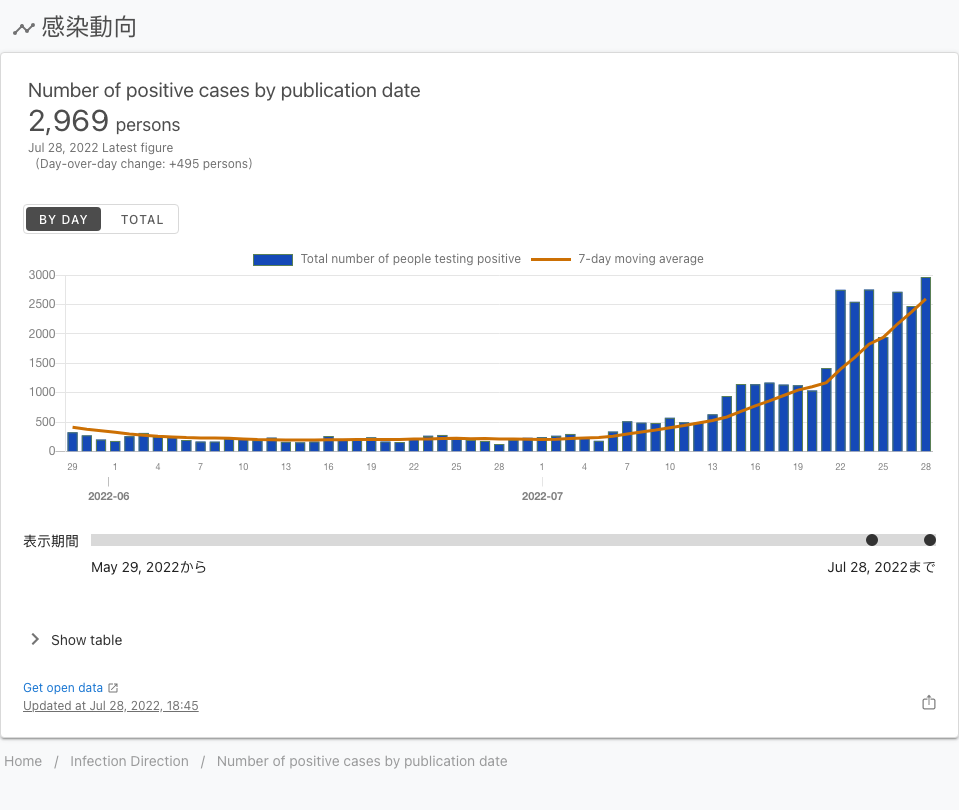 感染動向
Number of positive cases by publication date
2,969 persons
Jul 28, 2022 Latest figure
(Day-over-day change: +495 persons)
BY DAY TOTAL
Total number of people testing positive 7-day moving average
3000
2500
2000
1500
1000
500
0
29 1 4 7 10 13 16 19 22 25 28 1 4 7 10 13 16 19 22 25 28
2022-06 2022-07
表示期間
May 29, 2022から Jul 28, 2022まで
Show table
Get open data
Updated at Jul 28, 2022, 18:45
Home / Infection Direction / Number of positive cases by publication date